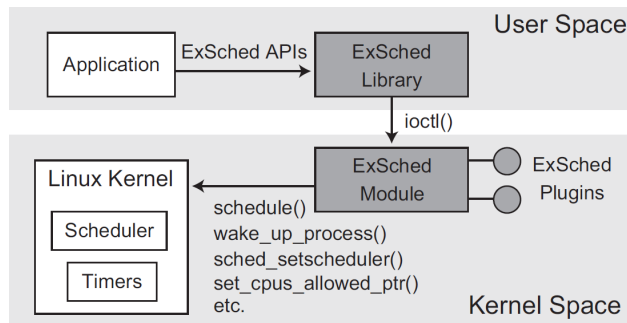 User Space
Application
ExSched APIs
ExSched
Library
ioctl()
ExSched
Module
ExSched
Plugins
Linux Kernel
Scheduler
Timers
schedule()
wake_up_process()
sched_setscheduler()
set_cpus_allowed_ptr()
etc.
Kernel Space